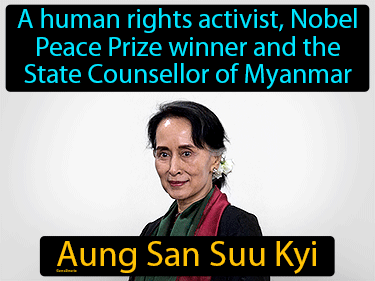 A human rights activist, Nobel
Peace Prize winner and the
State Counsellor of Myanmar
Aung San Suu Kyi